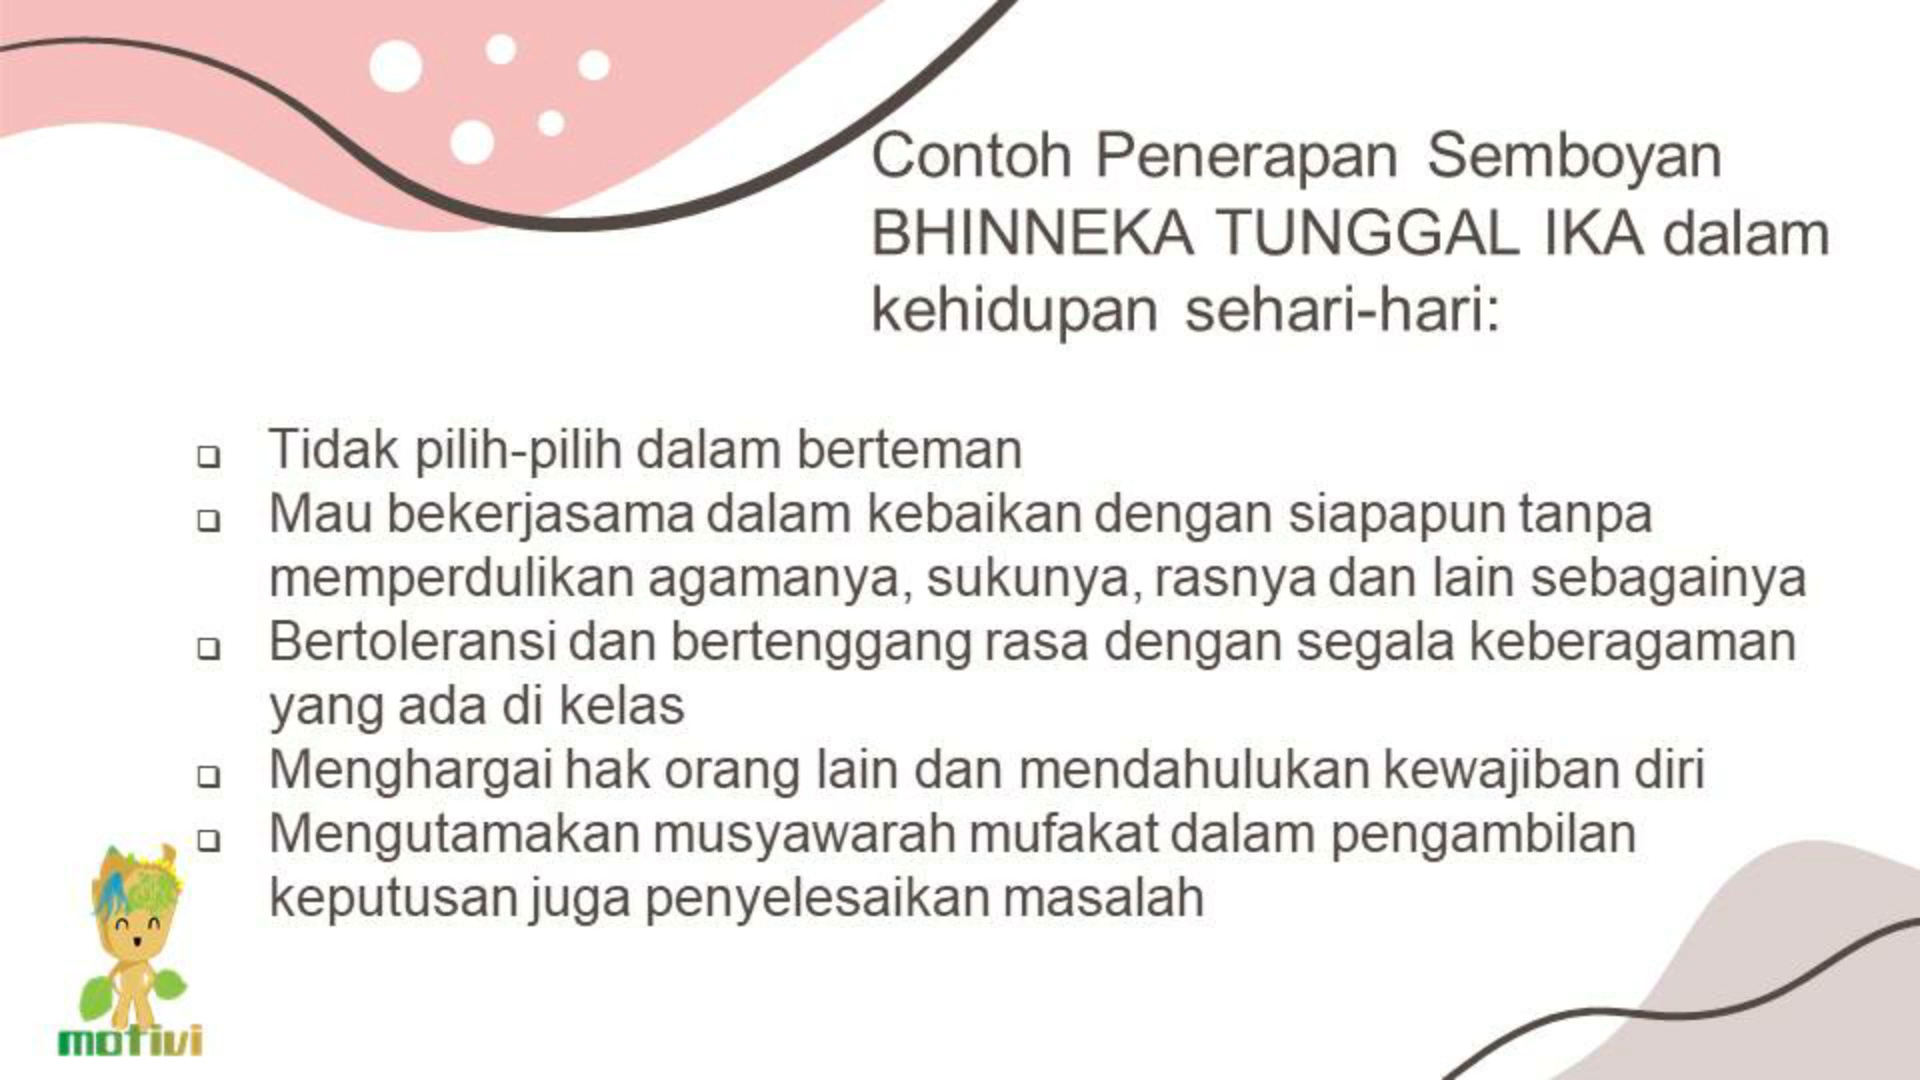 Contoh Penerapan Semboyan
BHINNEKA TUNGGAL IKA dalam
kehidupan sehari-hari:
Tidak pilih-pilih dalam berteman
Mau bekerjasama dalam kebaikan dengan siapapun tanpa
memperdulikan agamanya, sukunya, rasnya dan lain sebagainya
Bertoleransi dan bertenggang rasa dengan segala keberagaman
yang ada di kelas
Menghargai hak orang lain dan mendahulukan kewajiban diri
Mengutamakan musyawarah mufakat dalam pengambilan
keputusan juga penyelesaikan masalah
motivi